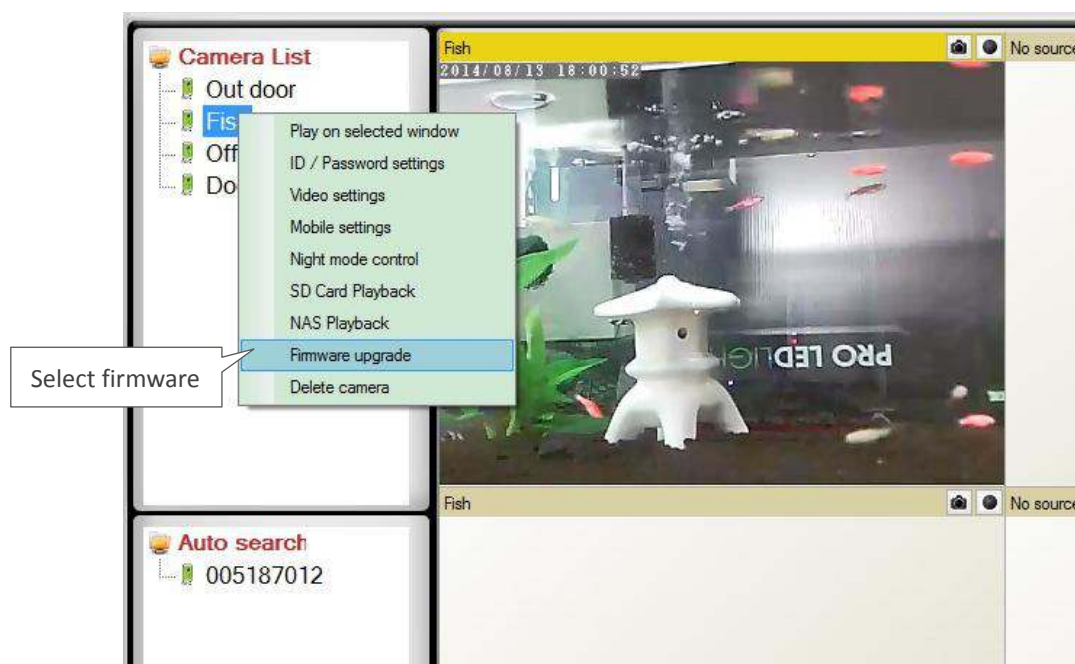 Camera List
Out door
Fis
Off
Do
Play on selected window
ID / Password settings
Video settings
Mobile settings
Night mode control
SD Card Playback
NAS Playback
Firmware upgrade
Delete camera
Select firmware
Auto search
005187012
Fish
No source
2014/08/13 18:00:52
PRO LED LIGH
Fish
No source